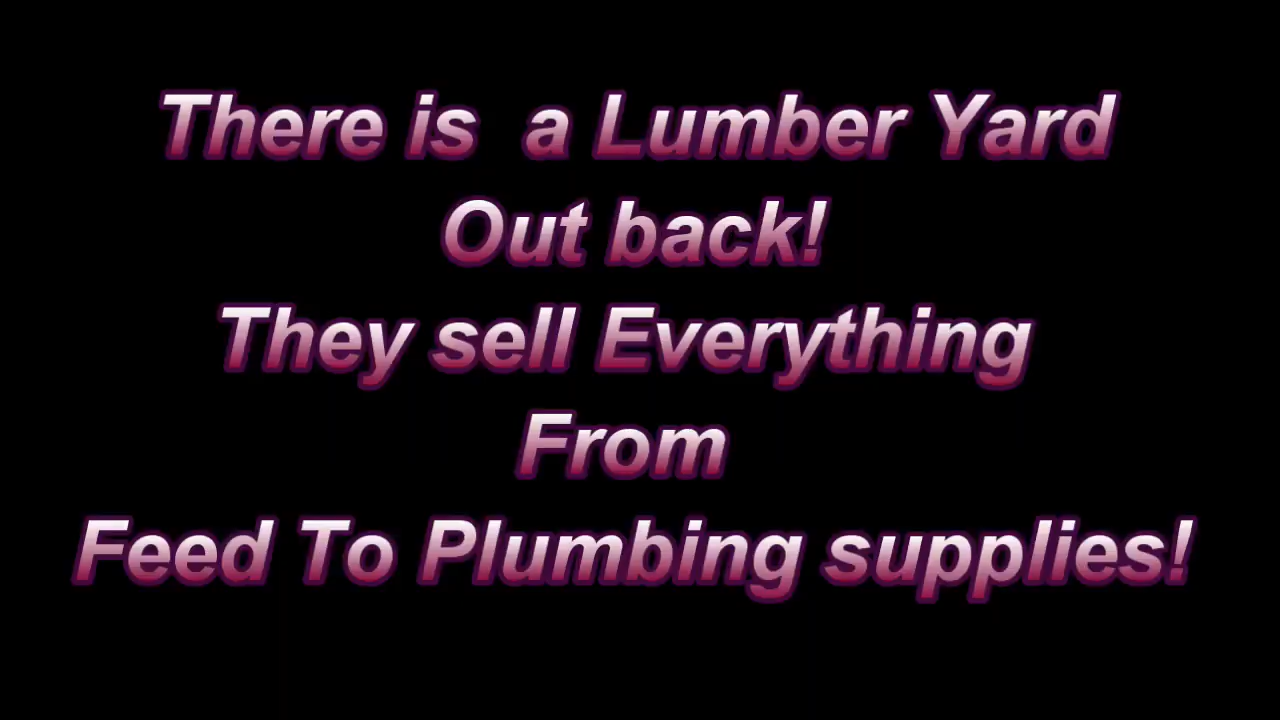 There is  a Lumber Yard
Out back!
They sell Everything
From
Feed To Plumbing supplies!